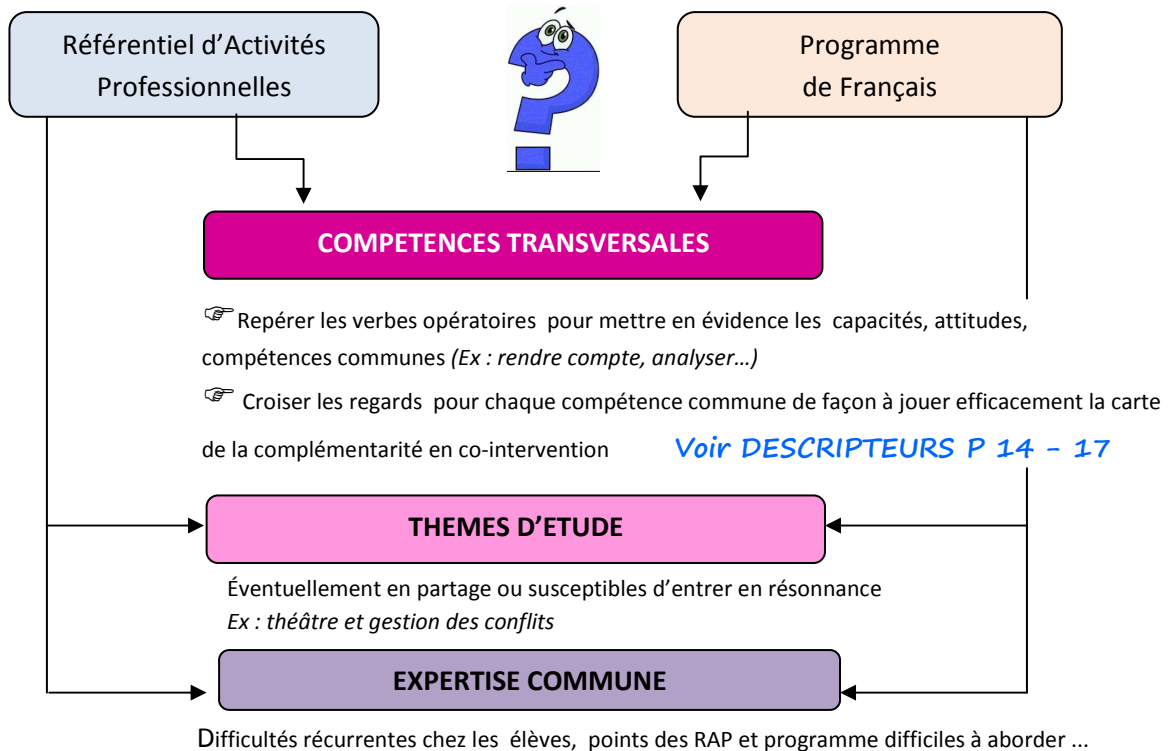 Référentiel d'Activités
Professionnelles
Programme
de Français
COMPETENCES TRANSVERSALES
☞Repérer les verbes opératoires pour mettre en évidence les capacités, attitudes,
compétences communes (Ex : rendre compte, analyser…)
☞ Croiser les regards pour chaque compétence commune de façon à jouer efficacement la carte
de la complémentarité en co-intervention Voir DESCRIPTEURS P 14 - 17
THEMES D'ETUDE
Éventuellement en partage ou susceptibles d'entrer en résonnance
Ex : théâtre et gestion des conflits
EXPERTISE COMMUNE
Difficultés récurrentes chez les élèves, points des RAP et programme difficiles à aborder ...